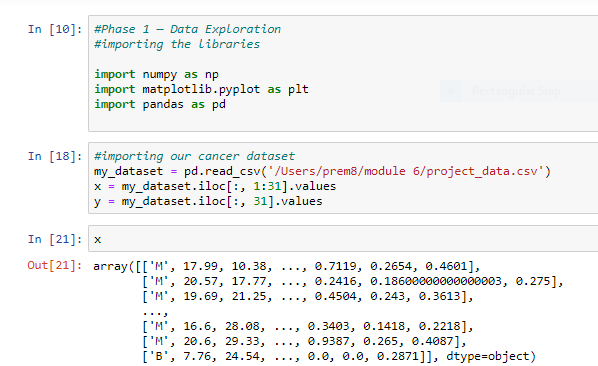 In [10]: #Phase 1 — Data Exploration
#importing the libraries
import numpy as np
import matplotlib.pyplot as plt
import pandas as pd
Rectangular Snip
In [18]: #importing our cancer dataset
my_dataset = pd.read_csv('/Users/prem8/module 6/project_data.csv')
x = my_dataset.iloc[:, 1:31].values
y = my_dataset.iloc[:, 31].values
In [21]: x
Out[21]: array([['M', 17.99, 10.38, ..., 0.7119, 0.2654, 0.4601],
['M', 20.57, 17.77, ..., 0.2416, 0.18600000000000003, 0.275],
['M', 19.69, 21.25, ..., 0.4504, 0.243, 0.3613],
...,
['M', 16.6, 28.08, ..., 0.3403, 0.1418, 0.2218],
['M', 20.6, 29.33, ..., 0.9387, 0.265, 0.4087],
['B', 7.76, 24.54, ..., 0.0, 0.0, 0.2871]], dtype=object)